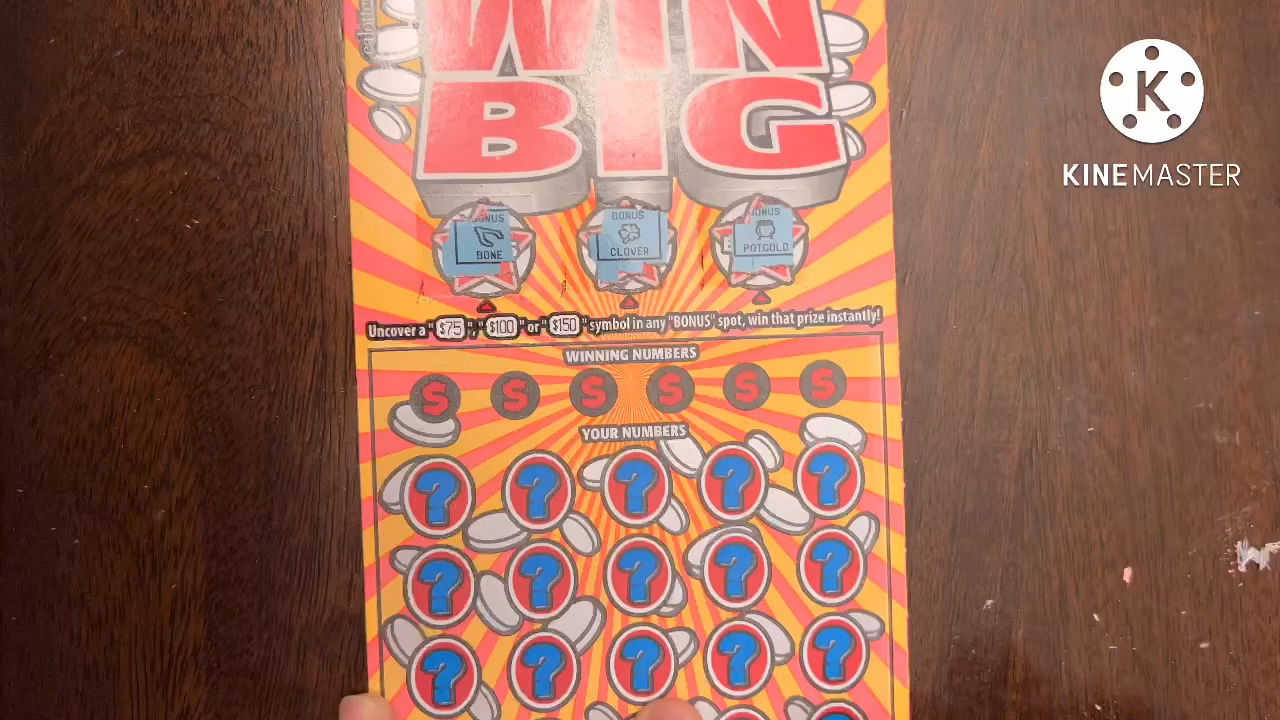 WIN
BIG
K
KINEMASTER
BONUS BONUS BONUS
BONE CLOVER POTGOLD
Uncover a "$75", "$100" or "$150" symbol in any "BONUS" spot, win that prize instantly!
WINNING NUMBERS
$ $ $ $ $ $
YOUR NUMBERS
? ? ? ? ?
? ? ? ? ?
? ? ? ? ?